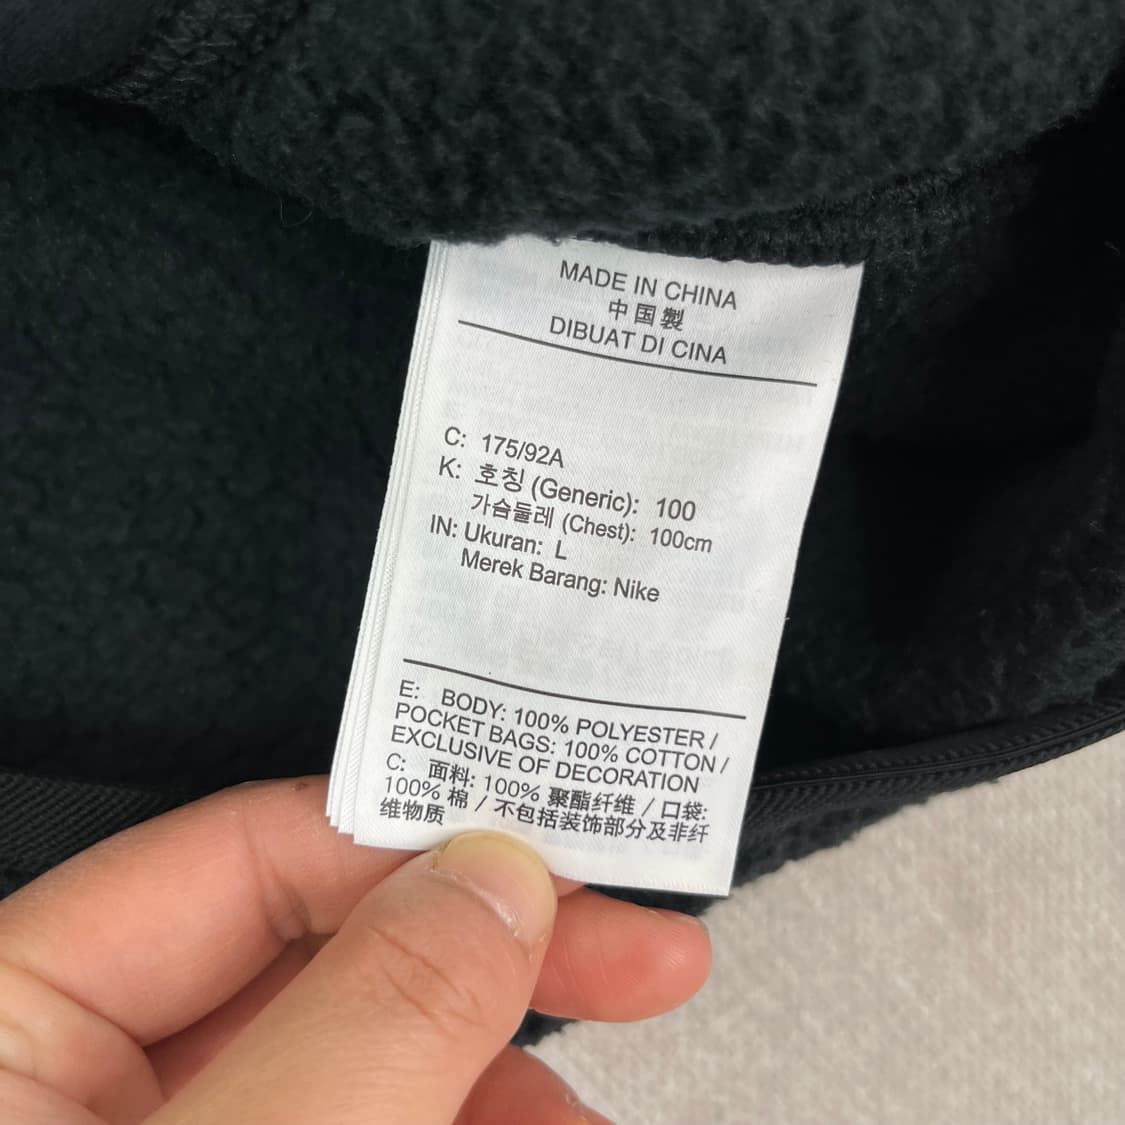 MADE IN CHINA
中国製
DIBUAT DI CINA
C: 175/92A
K: 호칭 (Generic): 100
가슴둘레 (Chest): 100cm
IN: Ukuran: L
Merek Barang: Nike
E: BODY: 100% POLYESTER /
POCKET BAGS: 100% COTTON /
EXCLUSIVE OF DECORATION
C: 面料: 100% 聚酯纤维 / 口袋:
100% 棉 / 不包括装饰部分及非纤
维物质